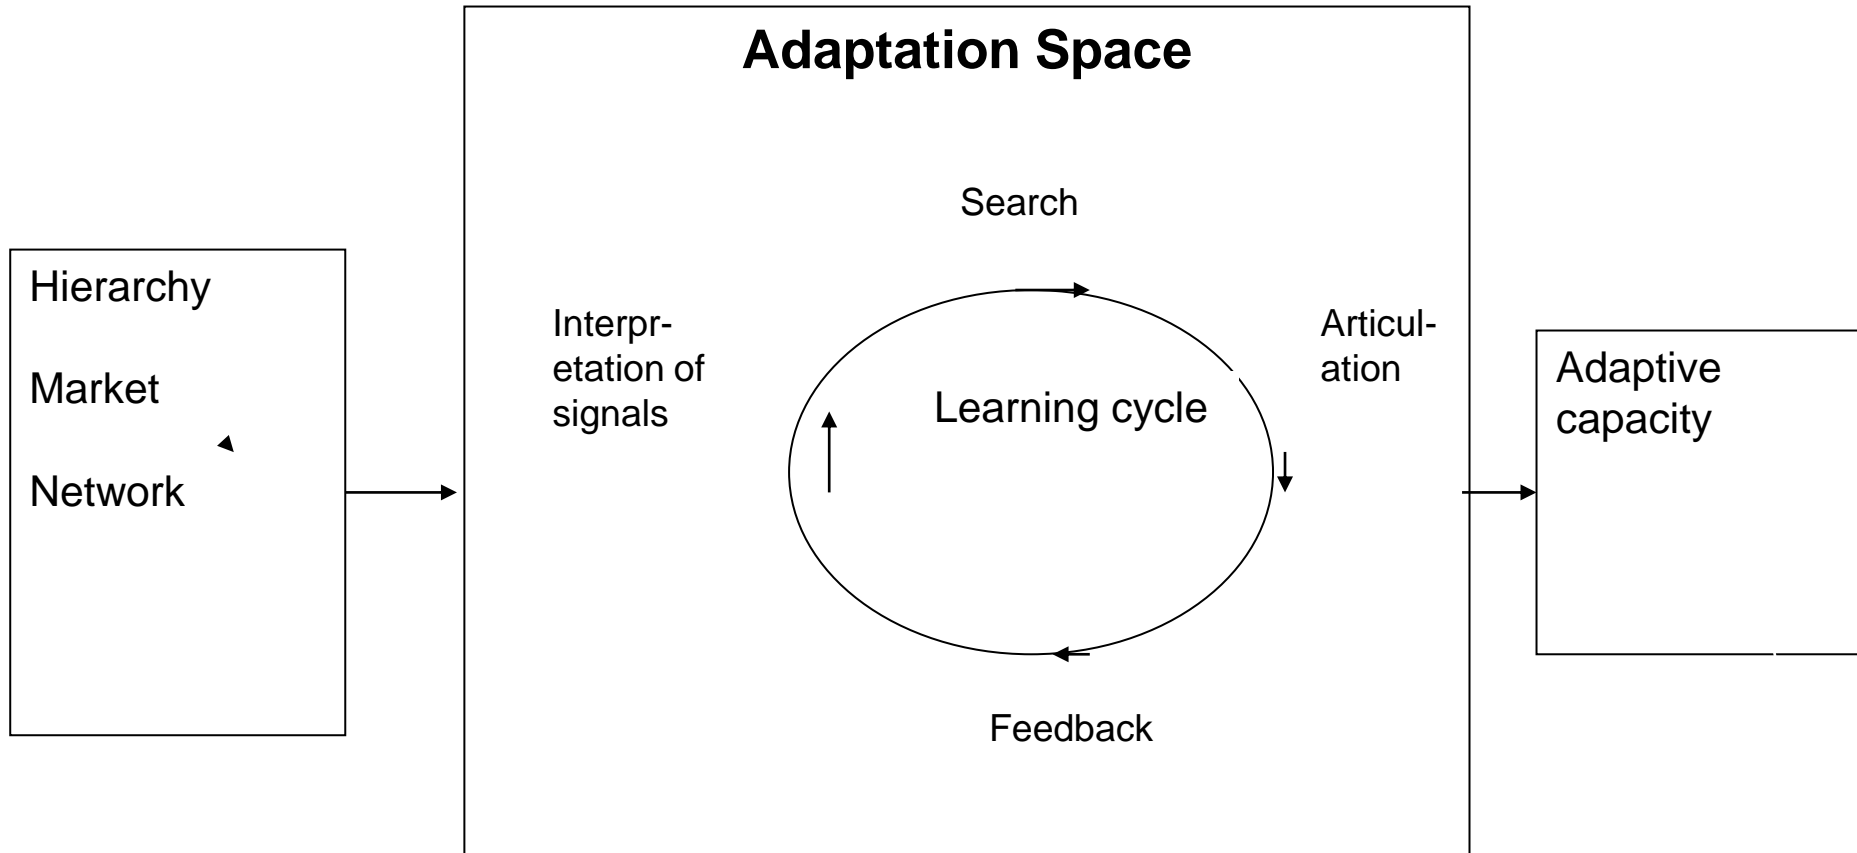 Adaptation Space
Hierarchy
Market
Network
Search
Interpr-
etation of
signals
Learning cycle
Articul-
ation
Feedback
Adaptive
capacity